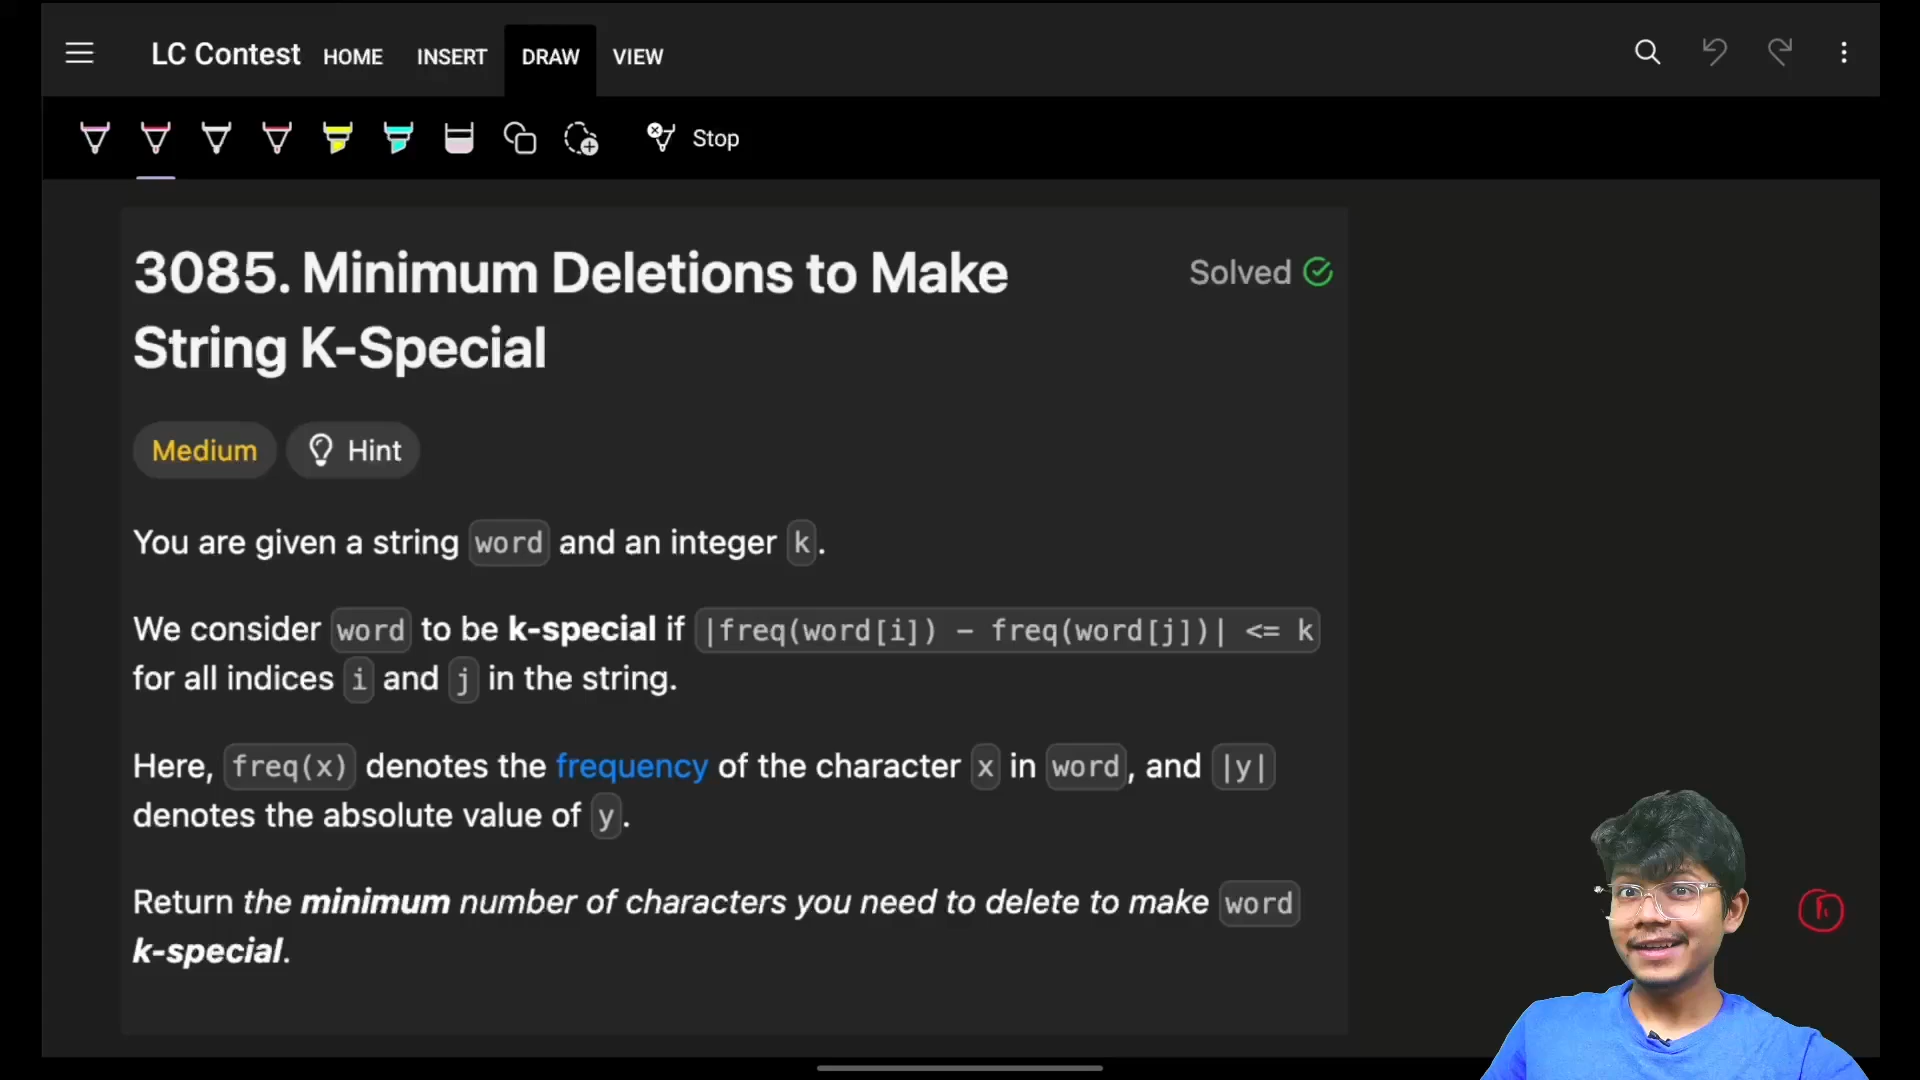 LC Contest HOME INSERT DRAW VIEW
Stop
3085. Minimum Deletions to Make
String K-Special
Solved
Medium Hint
You are given a string word and an integer k.
We consider word to be k-special if |freq(word[i]) - freq(word[j])| <= k
for all indices i and j in the string.
Here, freq(x) denotes the frequency of the character x in word, and |y|
denotes the absolute value of y.
Return the minimum number of characters you need to delete to make word
k-special.